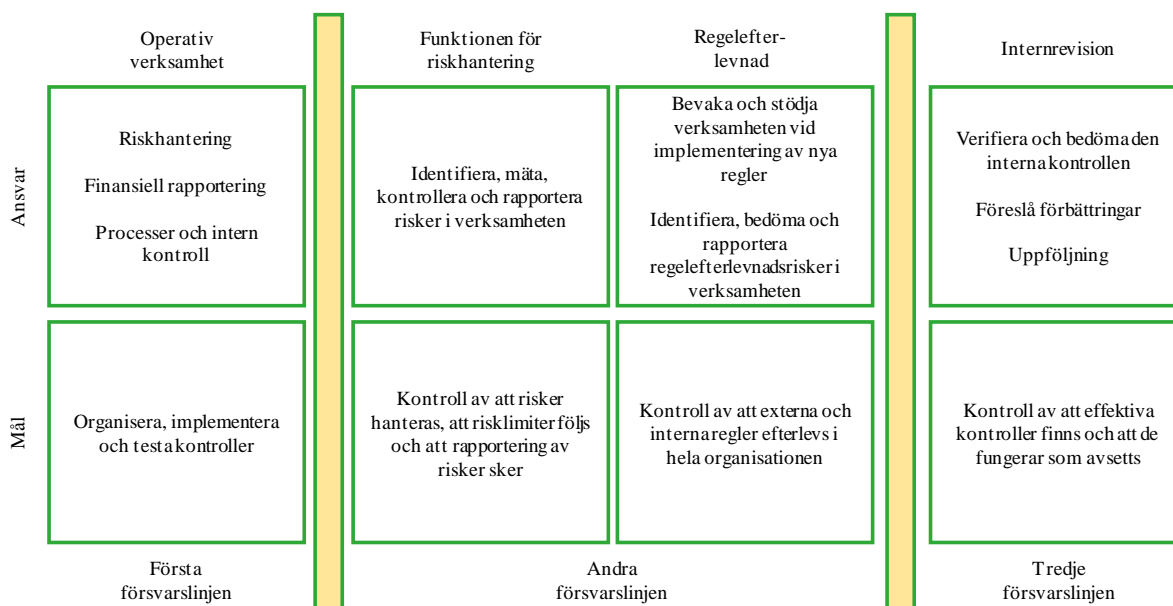 Operativ
verksamhet
Funktionen för
riskhantering
Regelefter-
levnad
Internrevision
Ansvar
Riskhantering
Finansiell rapportering
Processer och intern
kontroll
Identifiera, mäta,
kontrollera och rapportera
risker i verksamheten
Bevaka och stödja
verksamheten vid
implementering av nya
regler
Identifiera, bedöma och
rapportera
regelefterlevnadsrisker i
verksamheten
Verifiera och bedöma den
interna kontrollen
Föreslå förbättringar
Uppföljning
Mål
Organisera, implementera
och testa kontroller
Kontroll av att risker
hanteras, att risklimiter följs
och att rapportering av
risker sker
Kontroll av att externa och
interna regler efterlevs i
hela organisationen
Kontroll av att effektiva
kontroller finns och att de
fungerar som avsetts
Första
försvarslinjen
Andra
försvarslinjen
Tredje
försvarslinjen